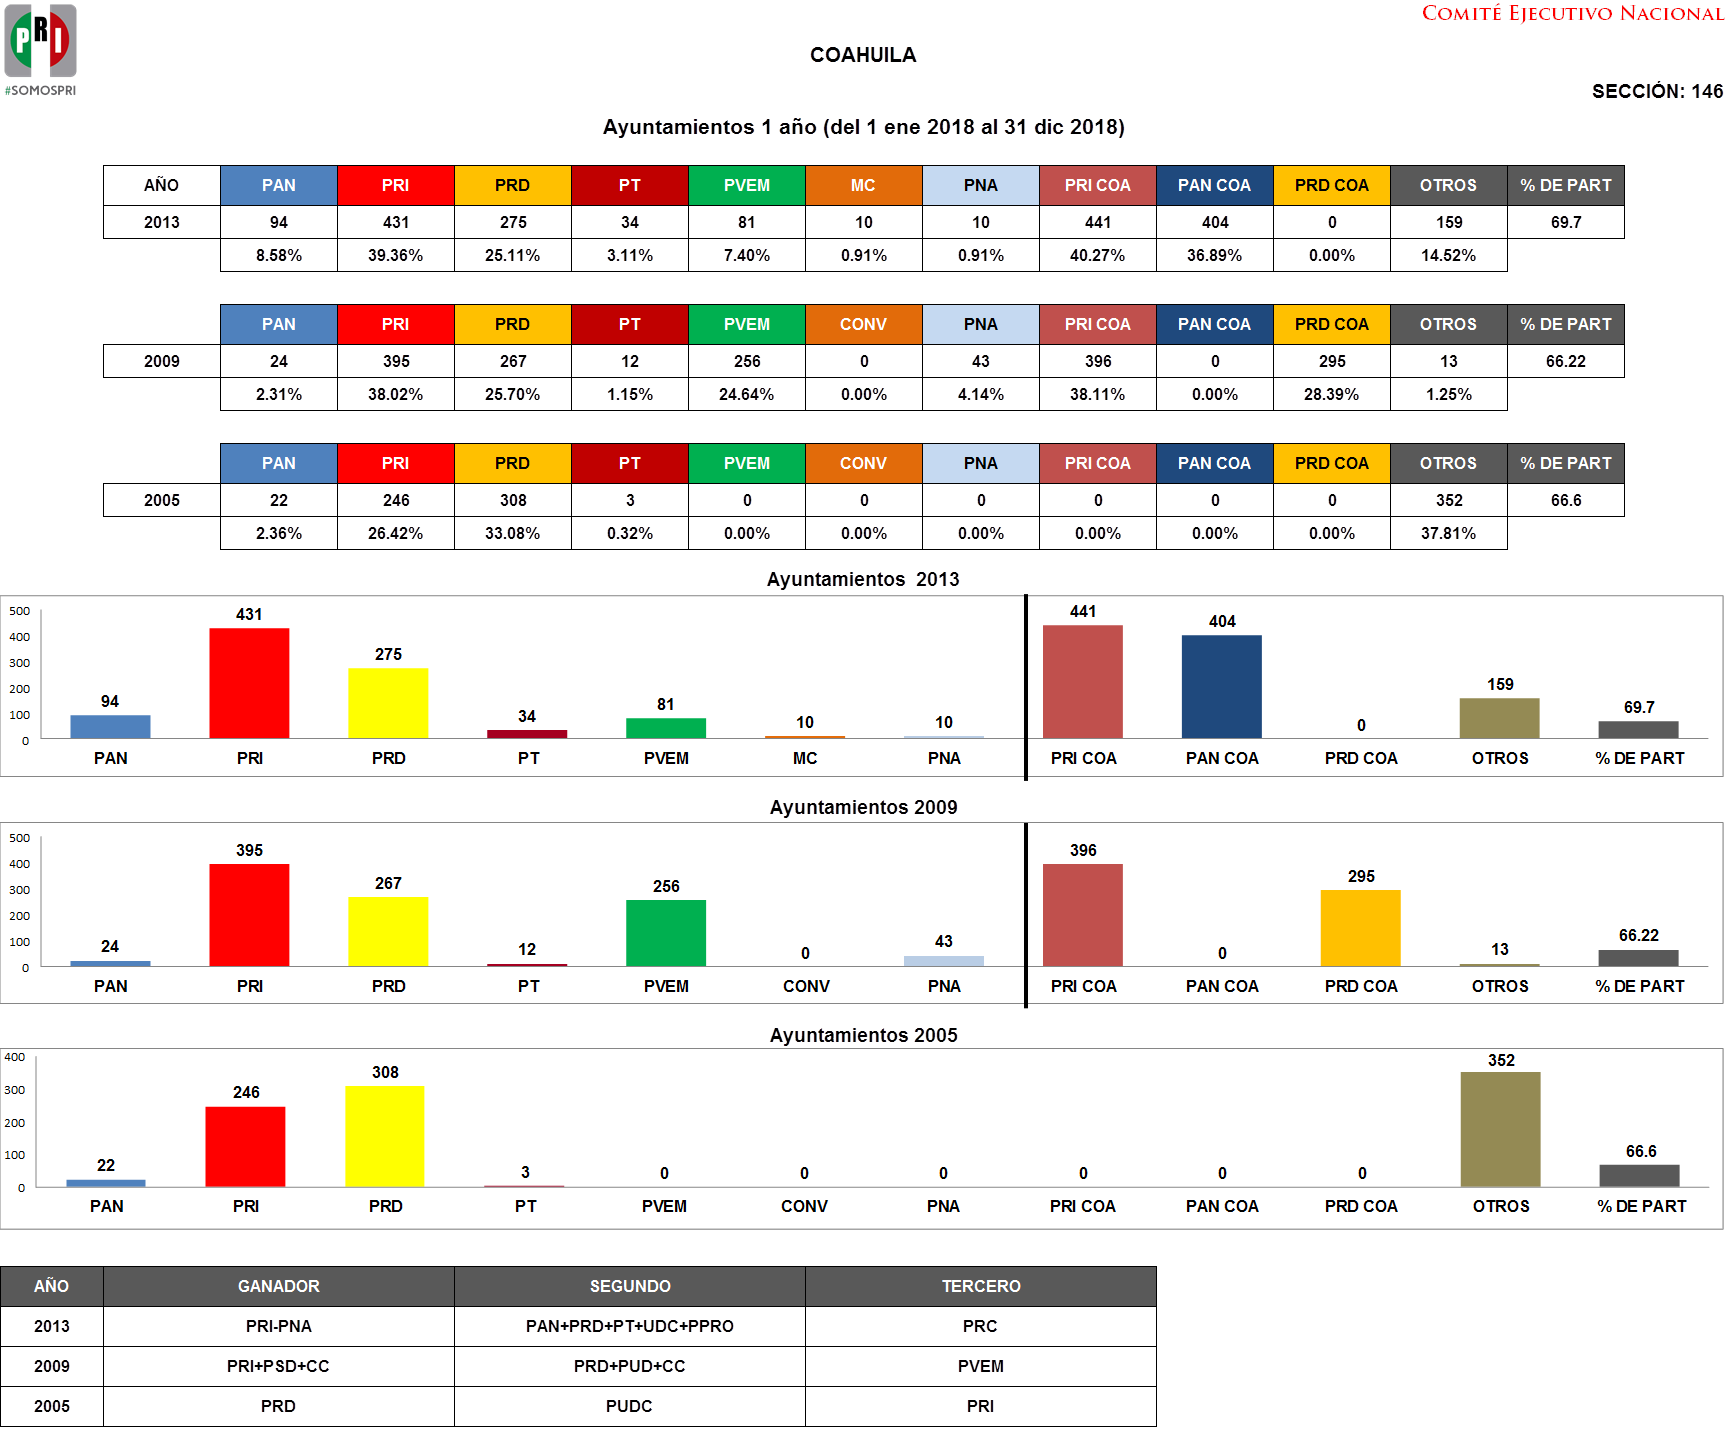 PRI
#SOMOSPRI
COMITÉ EJECUTIVO NACIONAL
COAHUILA
SECCIÓN: 146
Ayuntamientos 1 año (del 1 ene 2018 al 31 dic 2018)
AÑO PAN PRI PRD PT PVEM MC PNA PRI COA PAN COA PRD COA OTROS % DE PART
2013 94 431 275 34 81 10 10 441 404 0 159 69.7
8.58% 39.36% 25.11% 3.11% 7.40% 0.91% 0.91% 40.27% 36.89% 0.00% 14.52%
PAN PRI PRD PT PVEM CONV PNA PRI COA PAN COA PRD COA OTROS % DE PART
2009 24 395 267 12 256 0 43 396 0 295 13 66.22
2.31% 38.02% 25.70% 1.15% 24.64% 0.00% 4.14% 38.11% 0.00% 28.39% 1.25%
PAN PRI PRD PT PVEM CONV PNA PRI COA PAN COA PRD COA OTROS % DE PART
2005 22 246 308 3 0 0 0 0 0 0 352 66.6
2.36% 26.42% 33.08% 0.32% 0.00% 0.00% 0.00% 0.00% 0.00% 0.00% 37.81%
Ayuntamientos 2013
500
400
300
200
100
0
94 431 275 34 81 10 10 441 404 0 159 69.7
PAN PRI PRD PT PVEM MC PNA PRI COA PAN COA PRD COA OTROS % DE PART
Ayuntamientos 2009
500
400
300
200
100
0
24 395 267 12 256 0 43 396 0 295 13 66.22
PAN PRI PRD PT PVEM CONV PNA PRI COA PAN COA PRD COA OTROS % DE PART
Ayuntamientos 2005
400
300
200
100
0
22 246 308 3 0 0 0 0 0 0 352 66.6
PAN PRI PRD PT PVEM CONV PNA PRI COA PAN COA PRD COA OTROS % DE PART
AÑO GANADOR SEGUNDO TERCERO
2013 PRI-PNA PAN+PRD+PT+UDC+PPRO PRC
2009 PRI+PSD+CC PRD+PUD+CC PVEM
2005 PRD PUDC PRI